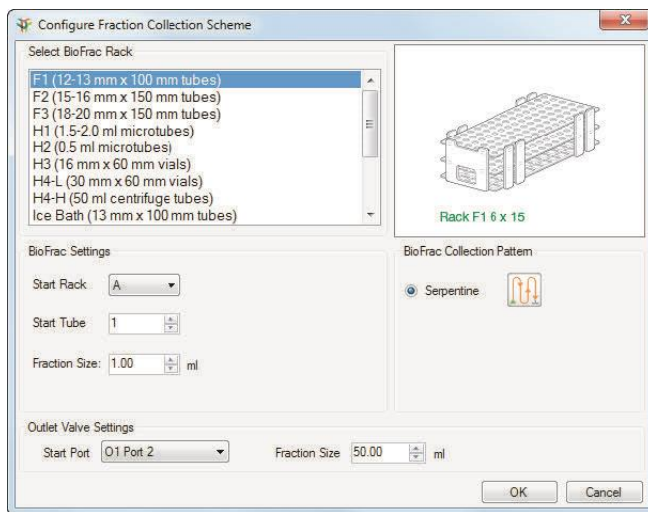 Configure Fraction Collection Scheme
Select BioFrac Rack
F1 (12-13 mm x 100 mm tubes)
F2 (15-16 mm x 150 mm tubes)
F3 (18-20 mm x 150 mm tubes)
H1 (1.5-2.0 ml microtubes)
H2 (0.5 ml microtubes)
H3 (16 mm x 60 mm vials)
H4-L (30 mm x 60 mm vials)
H4-H (50 ml centrifuge tubes)
Ice Bath (13 mm x 100 mm tubes)
Rack F1 6 x 15
BioFrac Settings
Start Rack A
Start Tube 1
Fraction Size: 1.00 ml
BioFrac Collection Pattern
Serpentine
Outlet Valve Settings
Start Port O1 Port 2 Fraction Size 50.00 ml
OK Cancel